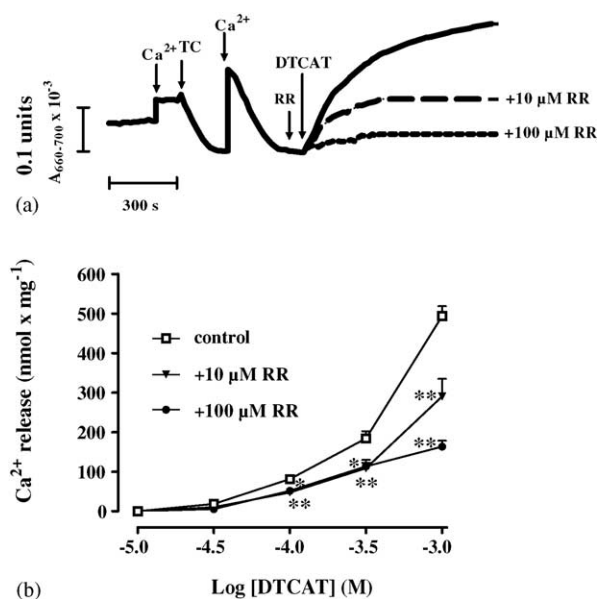 Ca2+ TC
Ca2+
DTCAT
RR
0.1 units
A660-700 x 10-3
+10 µM RR
+100 µM RR
300 s
(a)
Ca2+ release (nmol x mg-1)
600
500
400
300
200
100
0
control
+10 µM RR
+100 µM RR
**
**
*
**
*
**
-5.0 -4.5 -4.0 -3.5 -3.0
Log [DTCAT] (M)
(b)